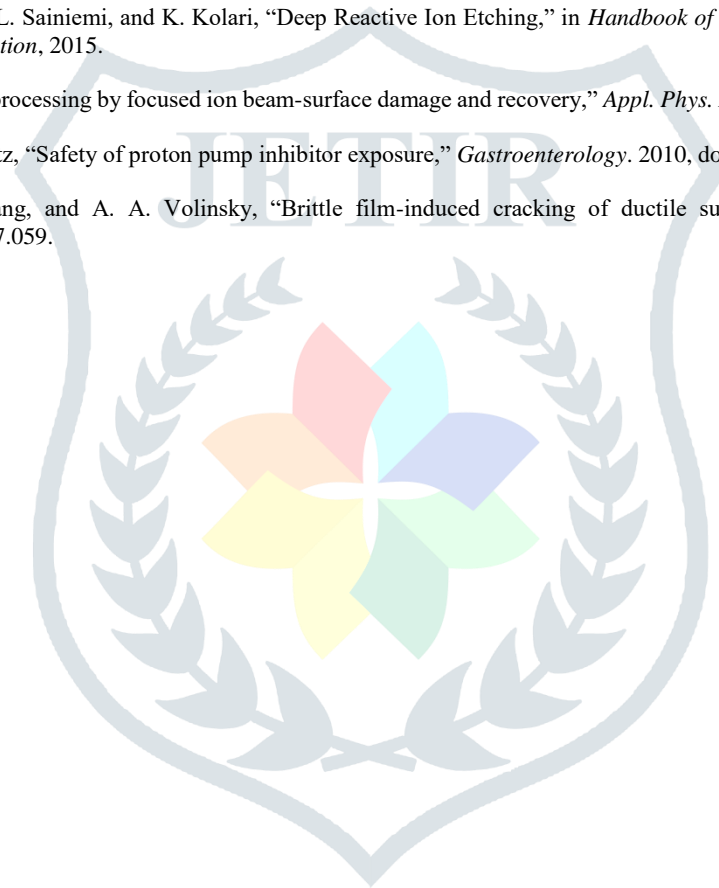 L. Sainiemi, and K. Kolari, “Deep Reactive Ion Etching,” in Handbook of
tion, 2015.
processing by focused ion beam-surface damage and recovery,” Appl. Phys.
tz, “Safety of proton pump inhibitor exposure,” Gastroenterology. 2010, do
JETIR
ang, and A. A. Volinsky, “Brittle film-induced cracking of ductile su
7.059.